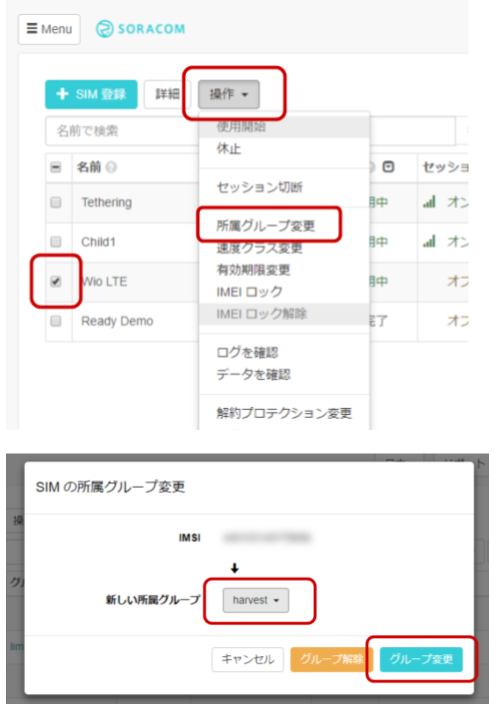 Menu SORACOM
SIM 登録 詳細 操作
名前で検索
使用開始
休止
名前 セッショ
セッション切断
Tethering 用中 オン
所属グループ変更
Child1 用中 オン
速度クラス変更
有効期限変更
Wio LTE 用中 オフ
IMEI ロック
IMEI ロック解除
Ready Demo 完了 オフ
ログを確認
データを確認
解約プロテクション変更
SIM の所属グループ変更
IMSI
新しい所属グループ harvest
キャンセル グループ解除 グループ変更